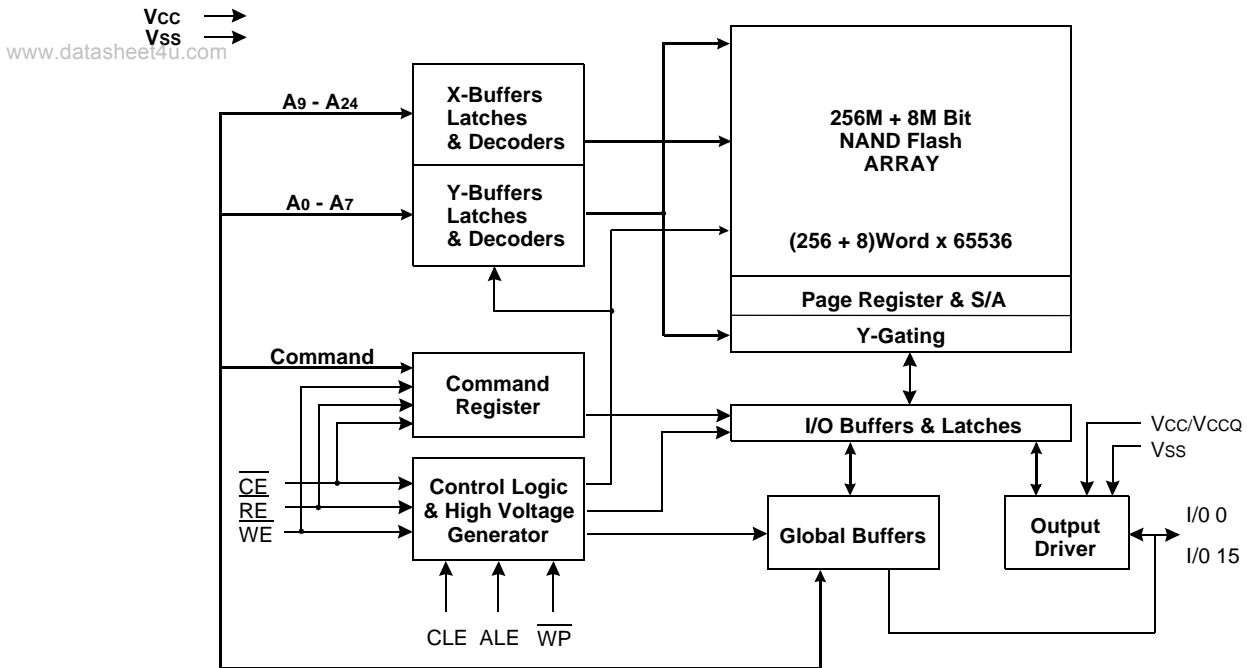 VCC
VSS
www.datasheet4u.com
A9 - A24
X-Buffers
Latches
& Decoders
256M + 8M Bit
NAND Flash
ARRAY
A0 - A7
Y-Buffers
Latches
& Decoders
(256 + 8)Word x 65536
Page Register & S/A
Y-Gating
Command
Command
Register
I/O Buffers & Latches
VCC/VCCQ
VSS
CE
RE
WE
Control Logic
& High Voltage
Generator
Global Buffers
Output
Driver
I/0 0
I/0 15
CLE ALE WP